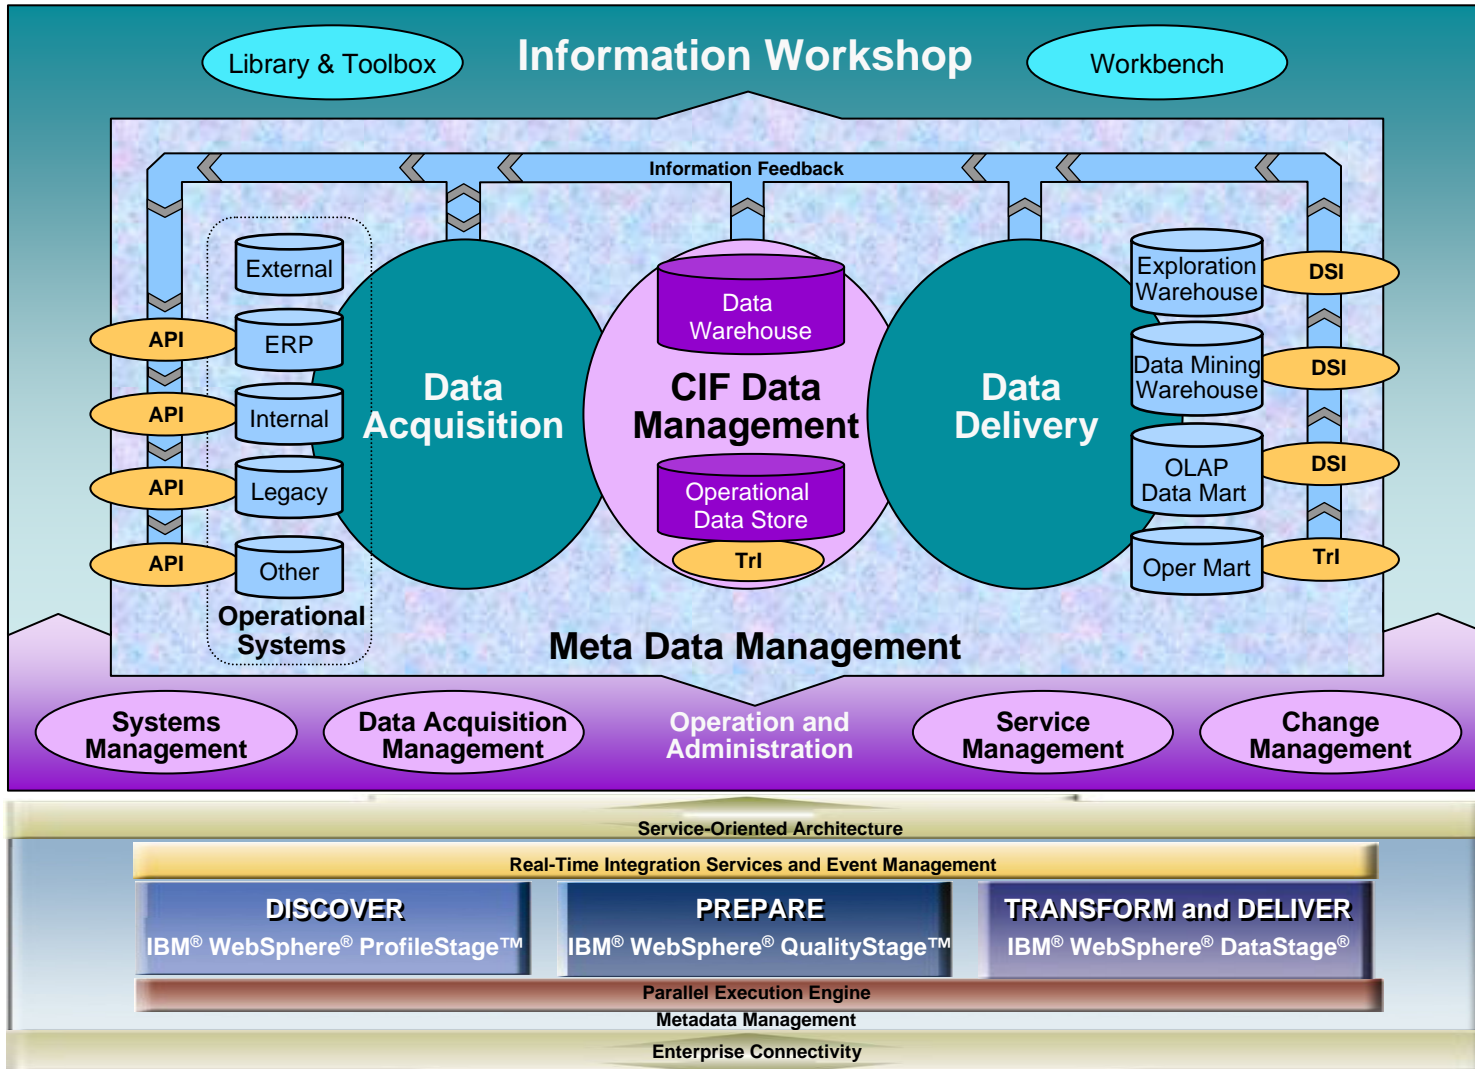 Information Workshop
Library & Toolbox
Workbench
Information Feedback
External
ERP
Internal
Legacy
Other
API
API
API
API
Operational
Systems
Data
Acquisition
Data
Warehouse
CIF Data
Management
Operational
Data Store
TrI
Data
Delivery
Exploration
Warehouse
Data Mining
Warehouse
OLAP
Data Mart
Oper Mart
DSI
DSI
DSI
TrI
Meta Data Management
Systems
Management
Data Acquisition
Management
Operation and
Administration
Service
Management
Change
Management
Service-Oriented Architecture
Real-Time Integration Services and Event Management
DISCOVER
IBM® WebSphere® ProfileStage™
PREPARE
IBM® WebSphere® QualityStage™
TRANSFORM and DELIVER
IBM® WebSphere® DataStage®
Parallel Execution Engine
Metadata Management
Enterprise Connectivity